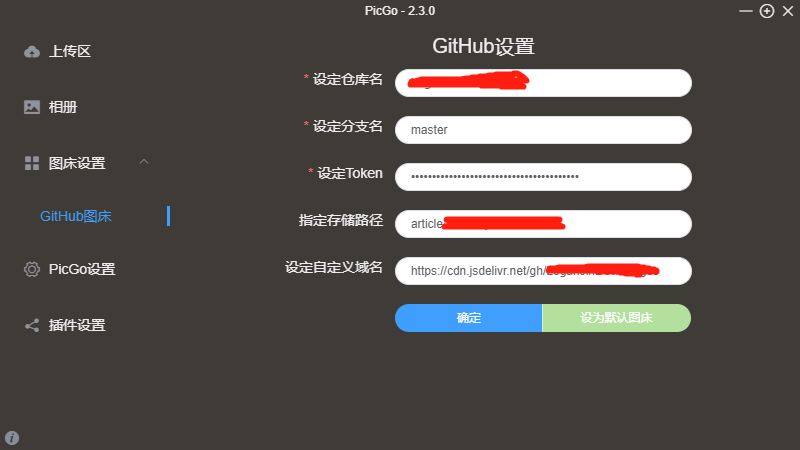 PicGo - 2.3.0
上传区
相册
图床设置
GitHub图床
PicGo设置
插件设置
GitHub设置
* 设定仓库名
* 设定分支名
master
* 设定Token
••••••••••••••••••••••••••••••••••••••••
指定存储路径
article
设定自定义域名
https://cdn.jsdelivr.net/gh/
确定
设为默认图床